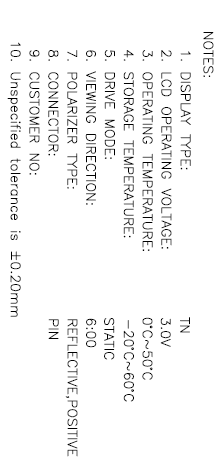 NOTES:
1. DISPLAY TYPE: TN
2. LCD OPERATING VOLTAGE: 3.0V
3. OPERATING TEMPERATURE: 0°C~50°C
4. STORAGE TEMPERATURE: -20°C~60°C
5. DRIVE MODE: STATIC
6. VIEWING DIRECTION: 6:00
7. POLARIZER TYPE: REFLECTIVE,POSITIVE
8. CONNECTOR: PIN
9. CUSTOMER NO:
10. Unspecified tolerance is ±0.20mm